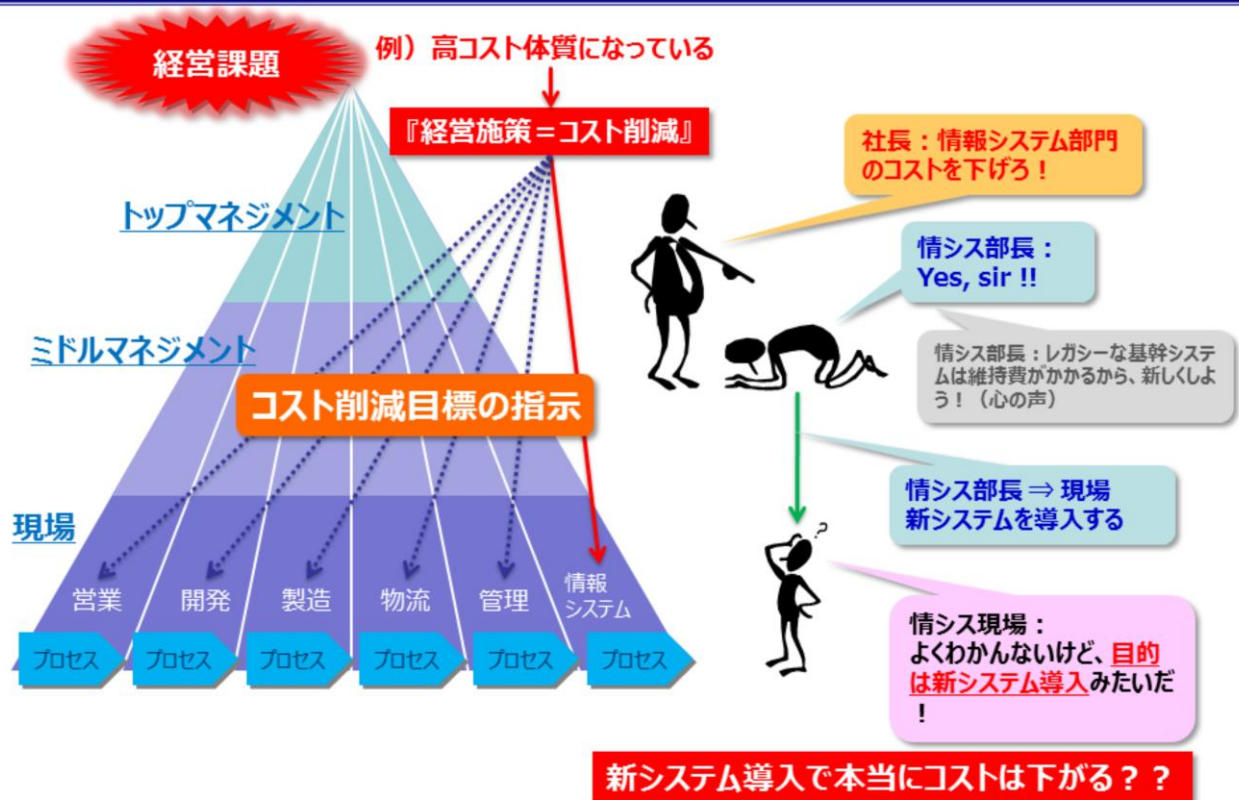 経営課題
例）高コスト体質になっている
『経営施策＝コスト削減』
社長：情報システム部門
のコストを下げろ！
トップマネジメント
情シス部長：
Yes, sir !!
ミドルマネジメント
情シス部長：レガシーな基幹システ
ムは維持費がかかるから、新しくしよ
う！（心の声）
コスト削減目標の指示
情シス部長 ⇒ 現場
新システムを導入する
現場
?
営業
開発
製造
物流
管理
情報
システム
プロセス
プロセス
プロセス
プロセス
プロセス
プロセス
情シス現場：
よくわかんないけど、目的
は新システム導入みたいだ
！
新システム導入で本当にコストは下がる？？